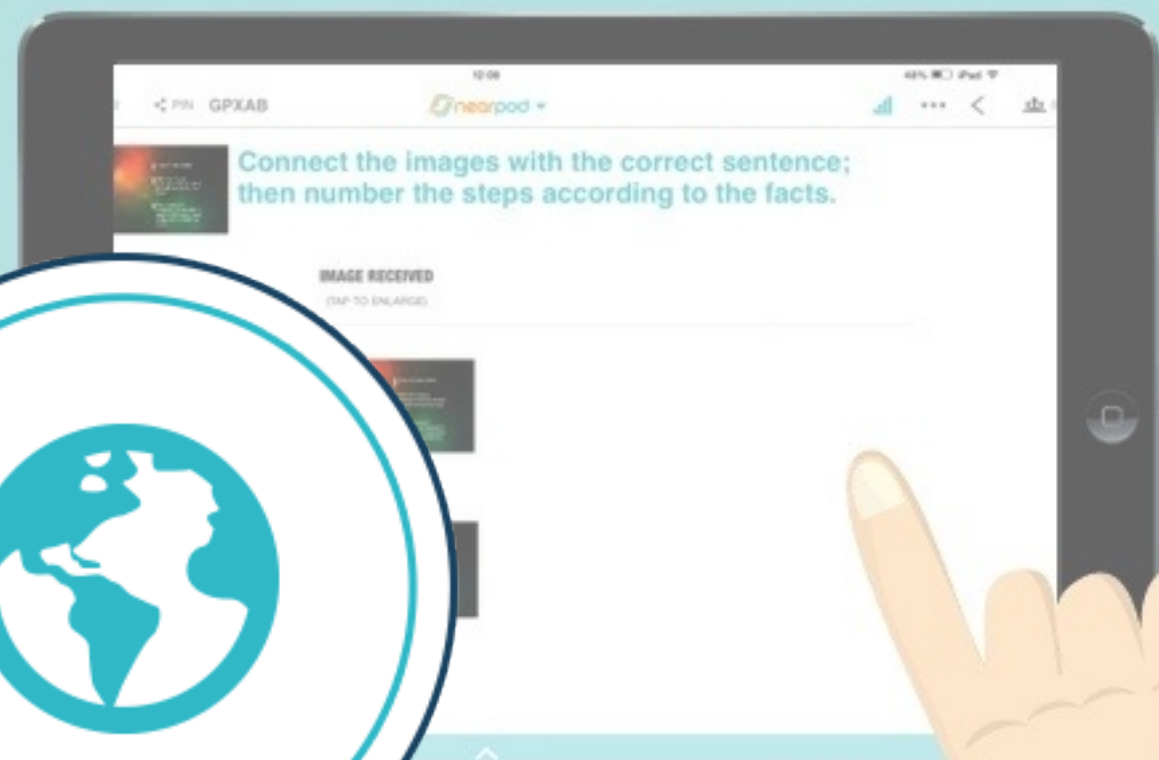 12:08
48% iPad
PIN GPXAB
nearpod
Connect the images with the correct sentence;
then number the steps according to the facts.
IMAGE RECEIVED
(TAP TO ENLARGE)